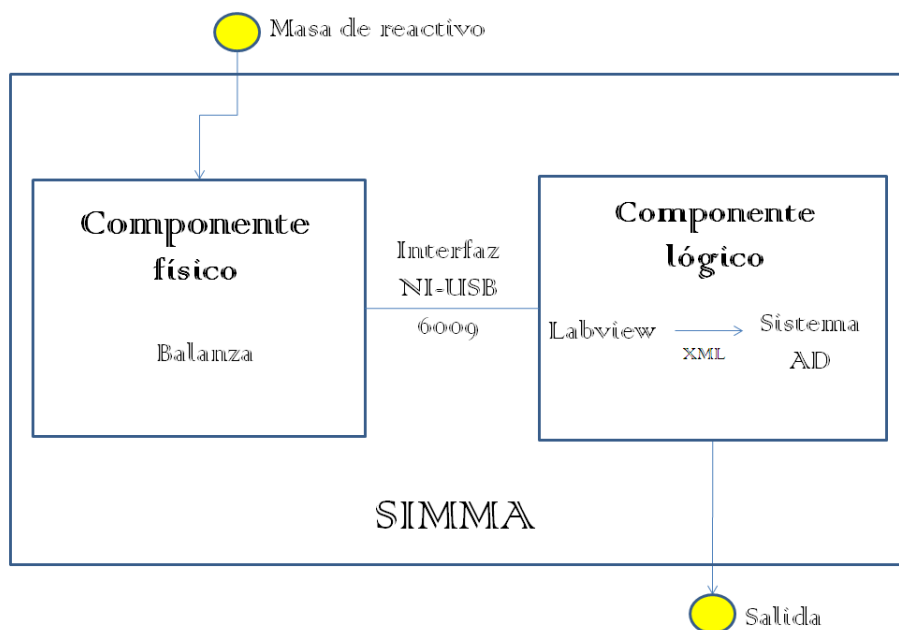 Masa de reactivo
Componente
físico
Balanza
Interfaz
NI-USB
6009
Componente
lógico
Labview
XML
Sistema
AD
SIMMA
Salida